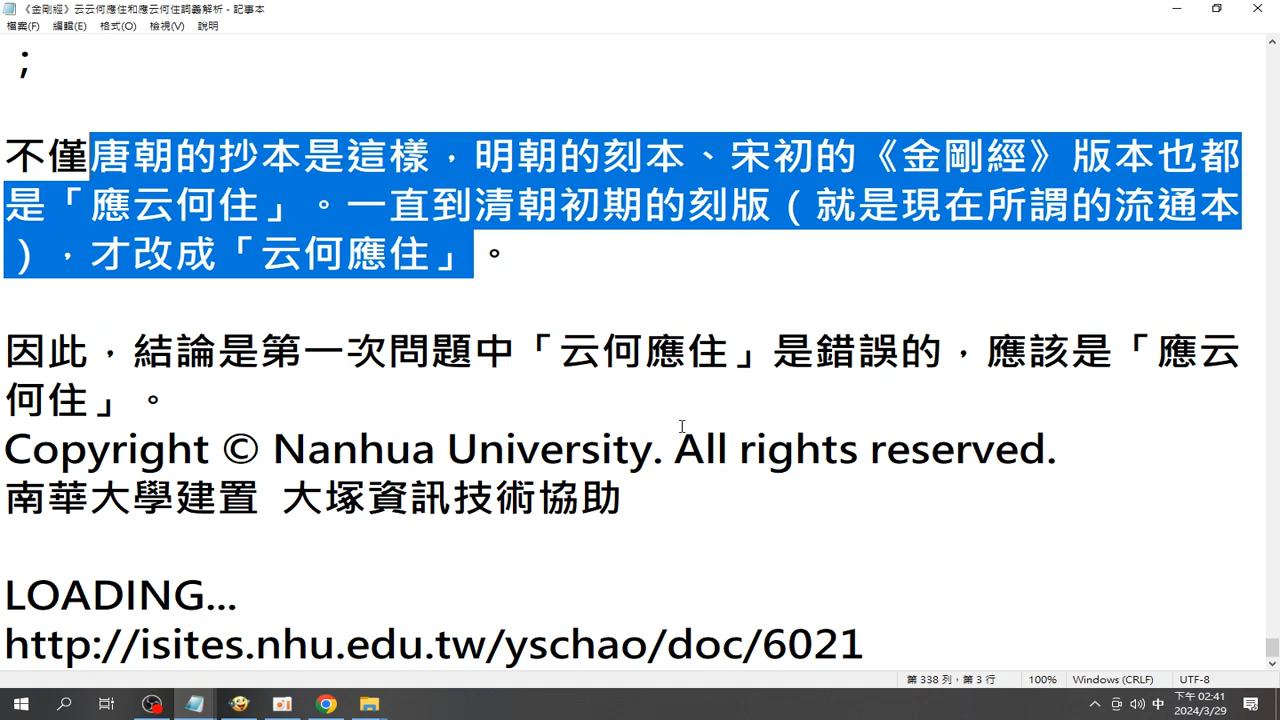 《金剛經》云云何應住和應云何住詞義解析 - 記事本
檔案(F) 編輯(E) 格式(O) 檢視(V) 說明
；
不僅唐朝的抄本是這樣，明朝的刻本、宋初的《金剛經》版本也都
是「應云何住」。一直到清朝初期的刻版（就是現在所謂的流通本
），才改成「云何應住」。
因此，結論是第一次問題中「云何應住」是錯誤的，應該是「應云
何住」。
Copyright © Nanhua University. All rights reserved.
南華大學建置 大塚資訊技術協助
LOADING...
http://isites.nhu.edu.tw/yschao/doc/6021
第 338 列，第 3 行 100% Windows (CRLF) UTF-8
中 下午 02:41
2024/3/29